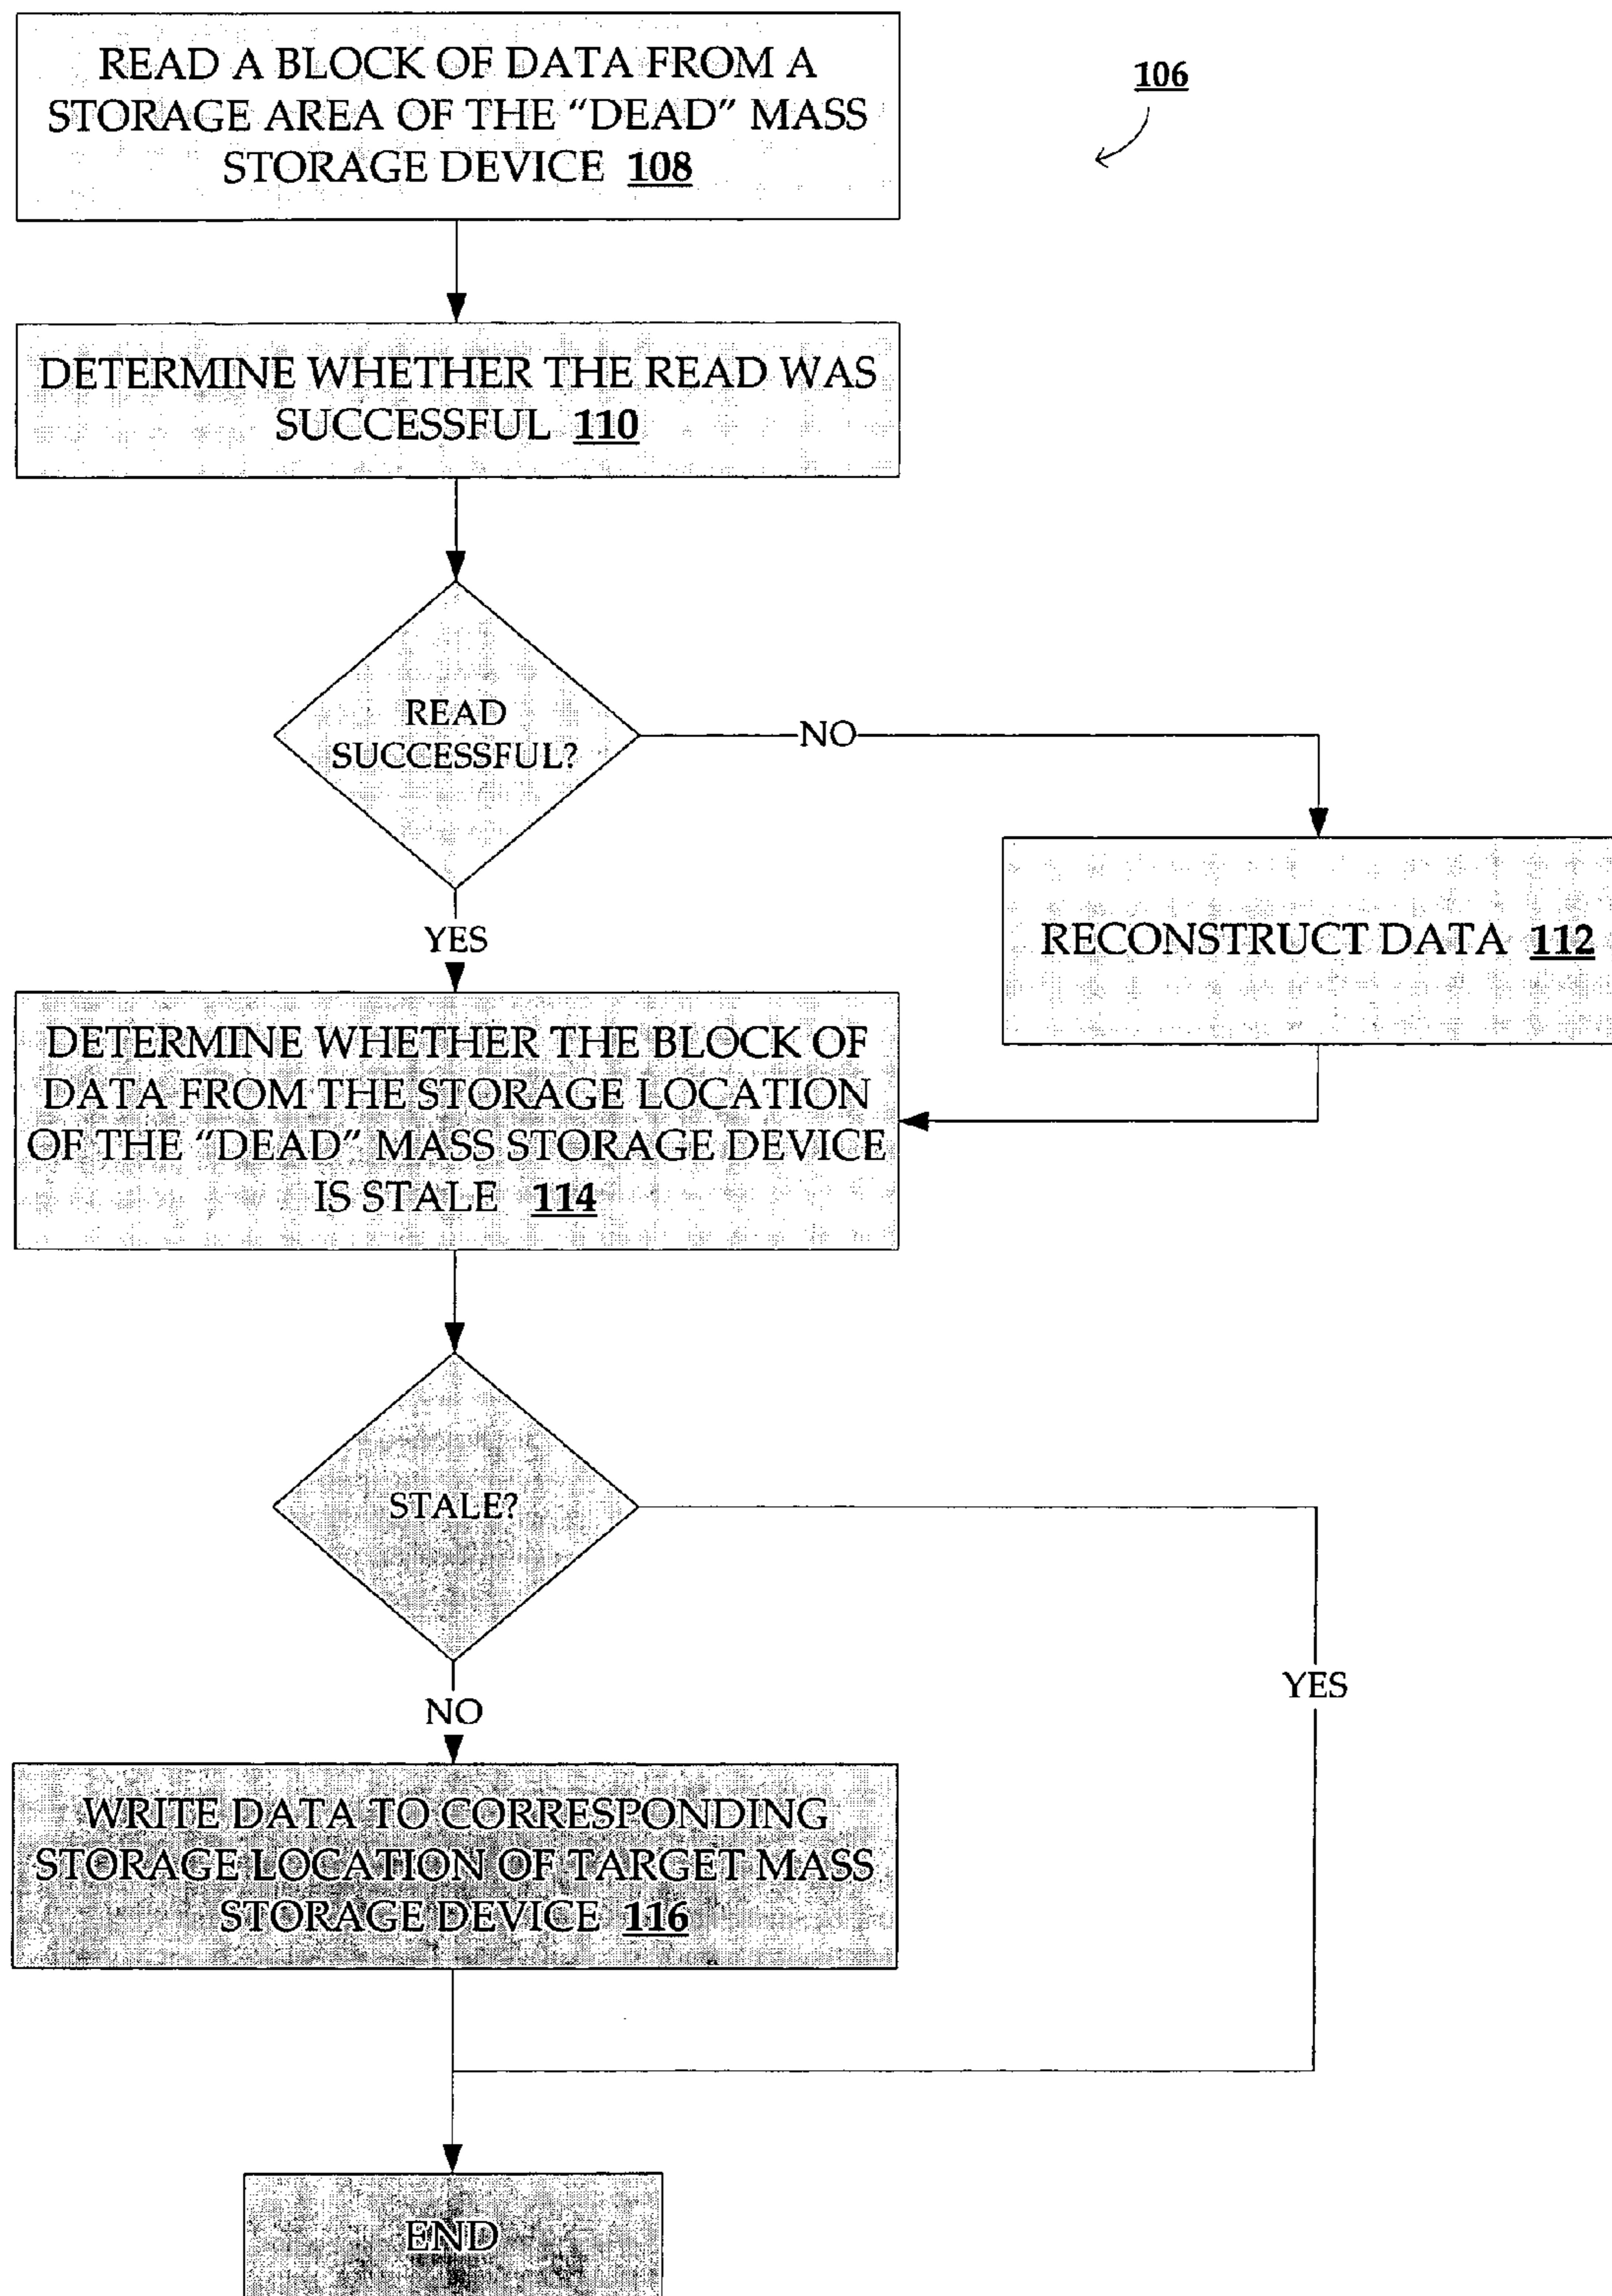 READ A BLOCK OF DATA FROM A
STORAGE AREA OF THE “DEAD” MASS
STORAGE DEVICE 108
106
DETERMINE WHETHER THE READ WAS
SUCCESSFUL 110
READ
SUCCESSFUL?
NO
YES
RECONSTRUCT DATA 112
DETERMINE WHETHER THE BLOCK OF
DATA FROM THE STORAGE LOCATION
OF THE “DEAD” MASS STORAGE DEVICE
IS STALE 114
STALE?
YES
NO
WRITE DATA TO CORRESPONDING
STORAGE LOCATION OF TARGET MASS
STORAGE DEVICE 116
END